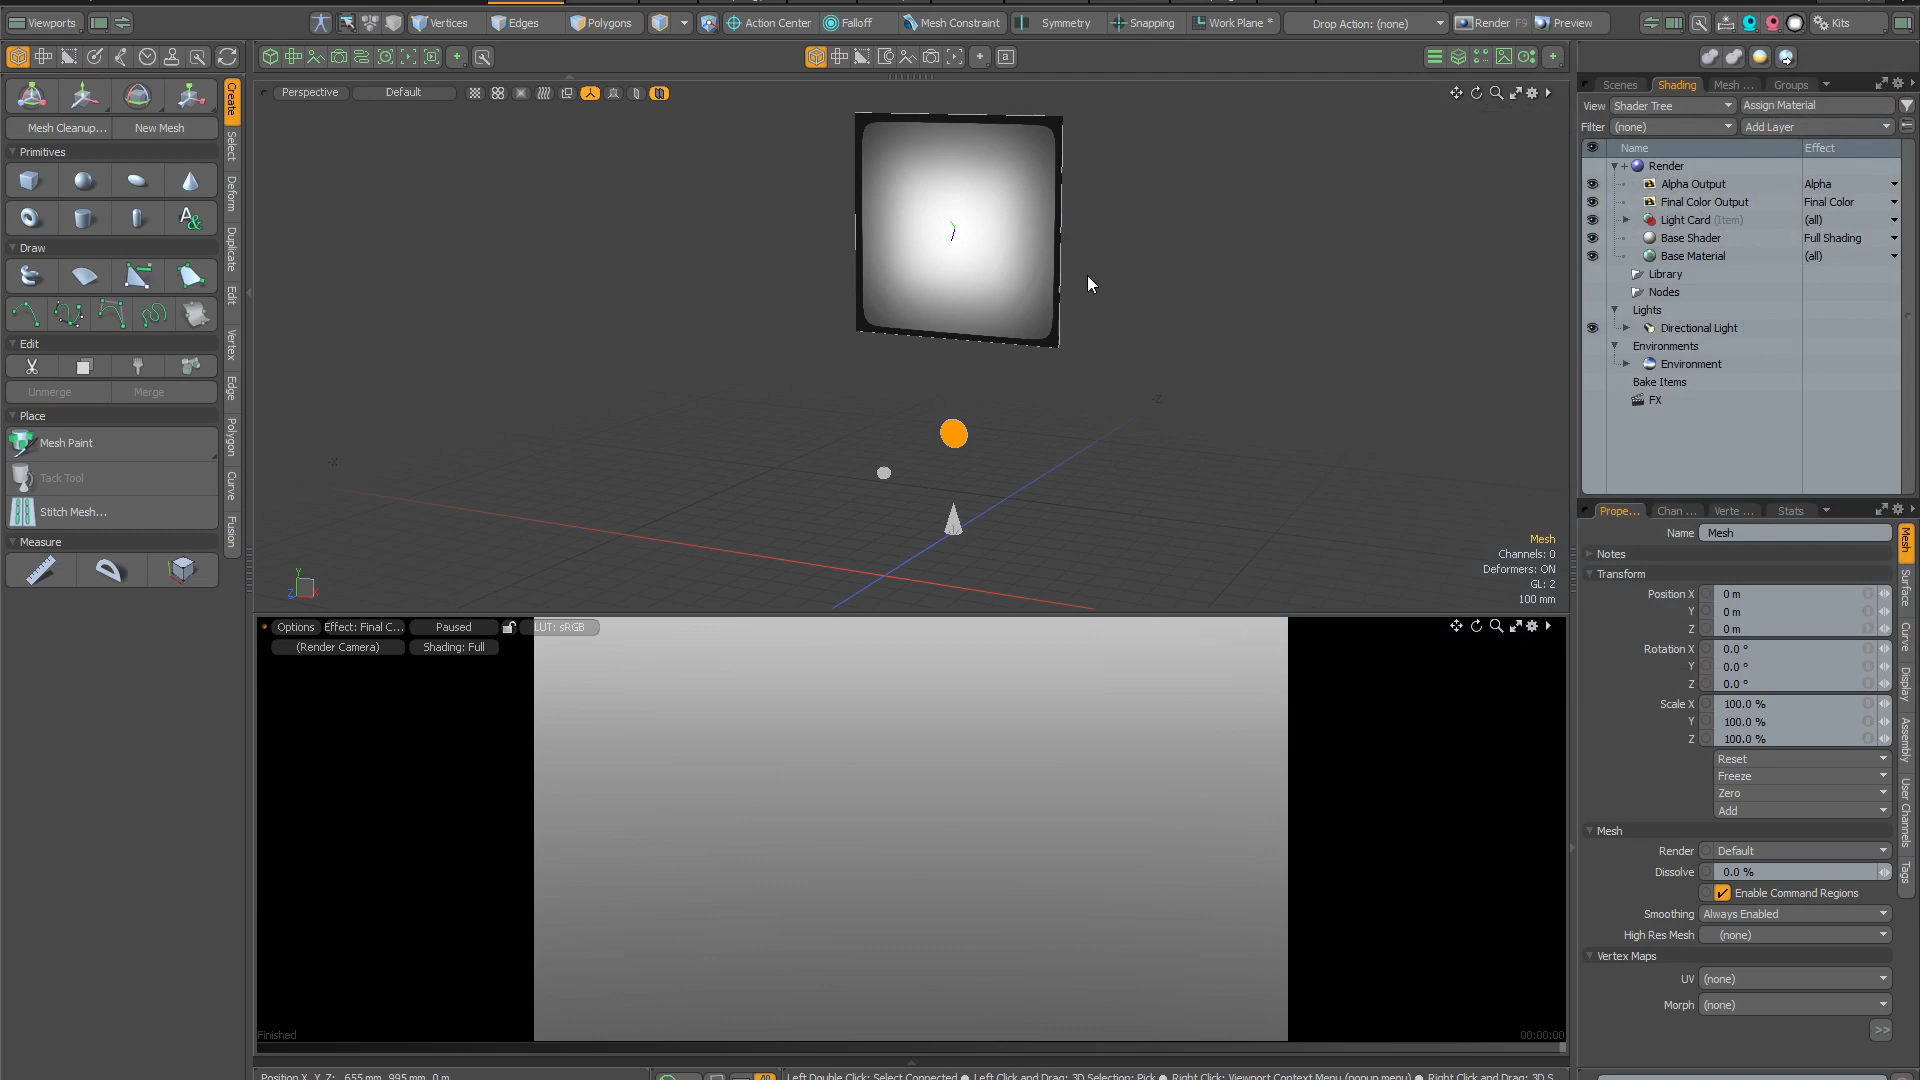 Viewports
Vertices
Edges
Polygons
Action Center
Falloff
Mesh Constraint
Symmetry
Snapping
Work Plane *
Drop Action: (none)
Render F9
Preview
Kits
Mesh Cleanup...
New Mesh
Primitives
Draw
Edit
Unmerge
Merge
Place
Mesh Paint
Tack Tool
Stitch Mesh...
Measure
Create
Select
Deform
Duplicate
Edit
Vertex
Edge
Polygon
Curve
Fusion
Perspective
Default
-X
-Z
Y
Z
Mesh
Channels: 0
Deformers: ON
GL: 2
100 mm
Options
Effect: Final C...
Paused
LUT: sRGB
(Render Camera)
Shading: Full
Finished
00:00:00
Scenes
Shading
Mesh ...
Groups
View
Shader Tree
Assign Material
Filter
(none)
Add Layer
Name
Effect
Render
Alpha Output
Alpha
Final Color Output
Final Color
Light Card (Item)
(all)
Base Shader
Full Shading
Base Material
(all)
Library
Nodes
Lights
Directional Light
Environments
Environment
Bake Items
FX
Prope...
Chan ...
Verte ...
Stats
Name
Mesh
Notes
Transform
Position X
0 m
Y
0 m
Z
0 m
Rotation X
0.0 °
Y
0.0 °
Z
0.0 °
Scale X
100.0 %
Y
100.0 %
Z
100.0 %
Reset
Freeze
Zero
Add
Mesh
Render
Default
Dissolve
0.0 %
Enable Command Regions
Smoothing
Always Enabled
High Res Mesh
(none)
Vertex Maps
UV
(none)
Morph
(none)
>>
Mesh
Surface
Curve
Display
Assembly
User Channels
Tags
Position X, Y, Z: -655 mm, 995 mm, 0 m
Left Double Click: Select Connected ● Left Click and Drag: 3D Selection: Pick ● Right Click: Viewport Context Menu (popup menu) ● Right Click and Drag: 3D S...